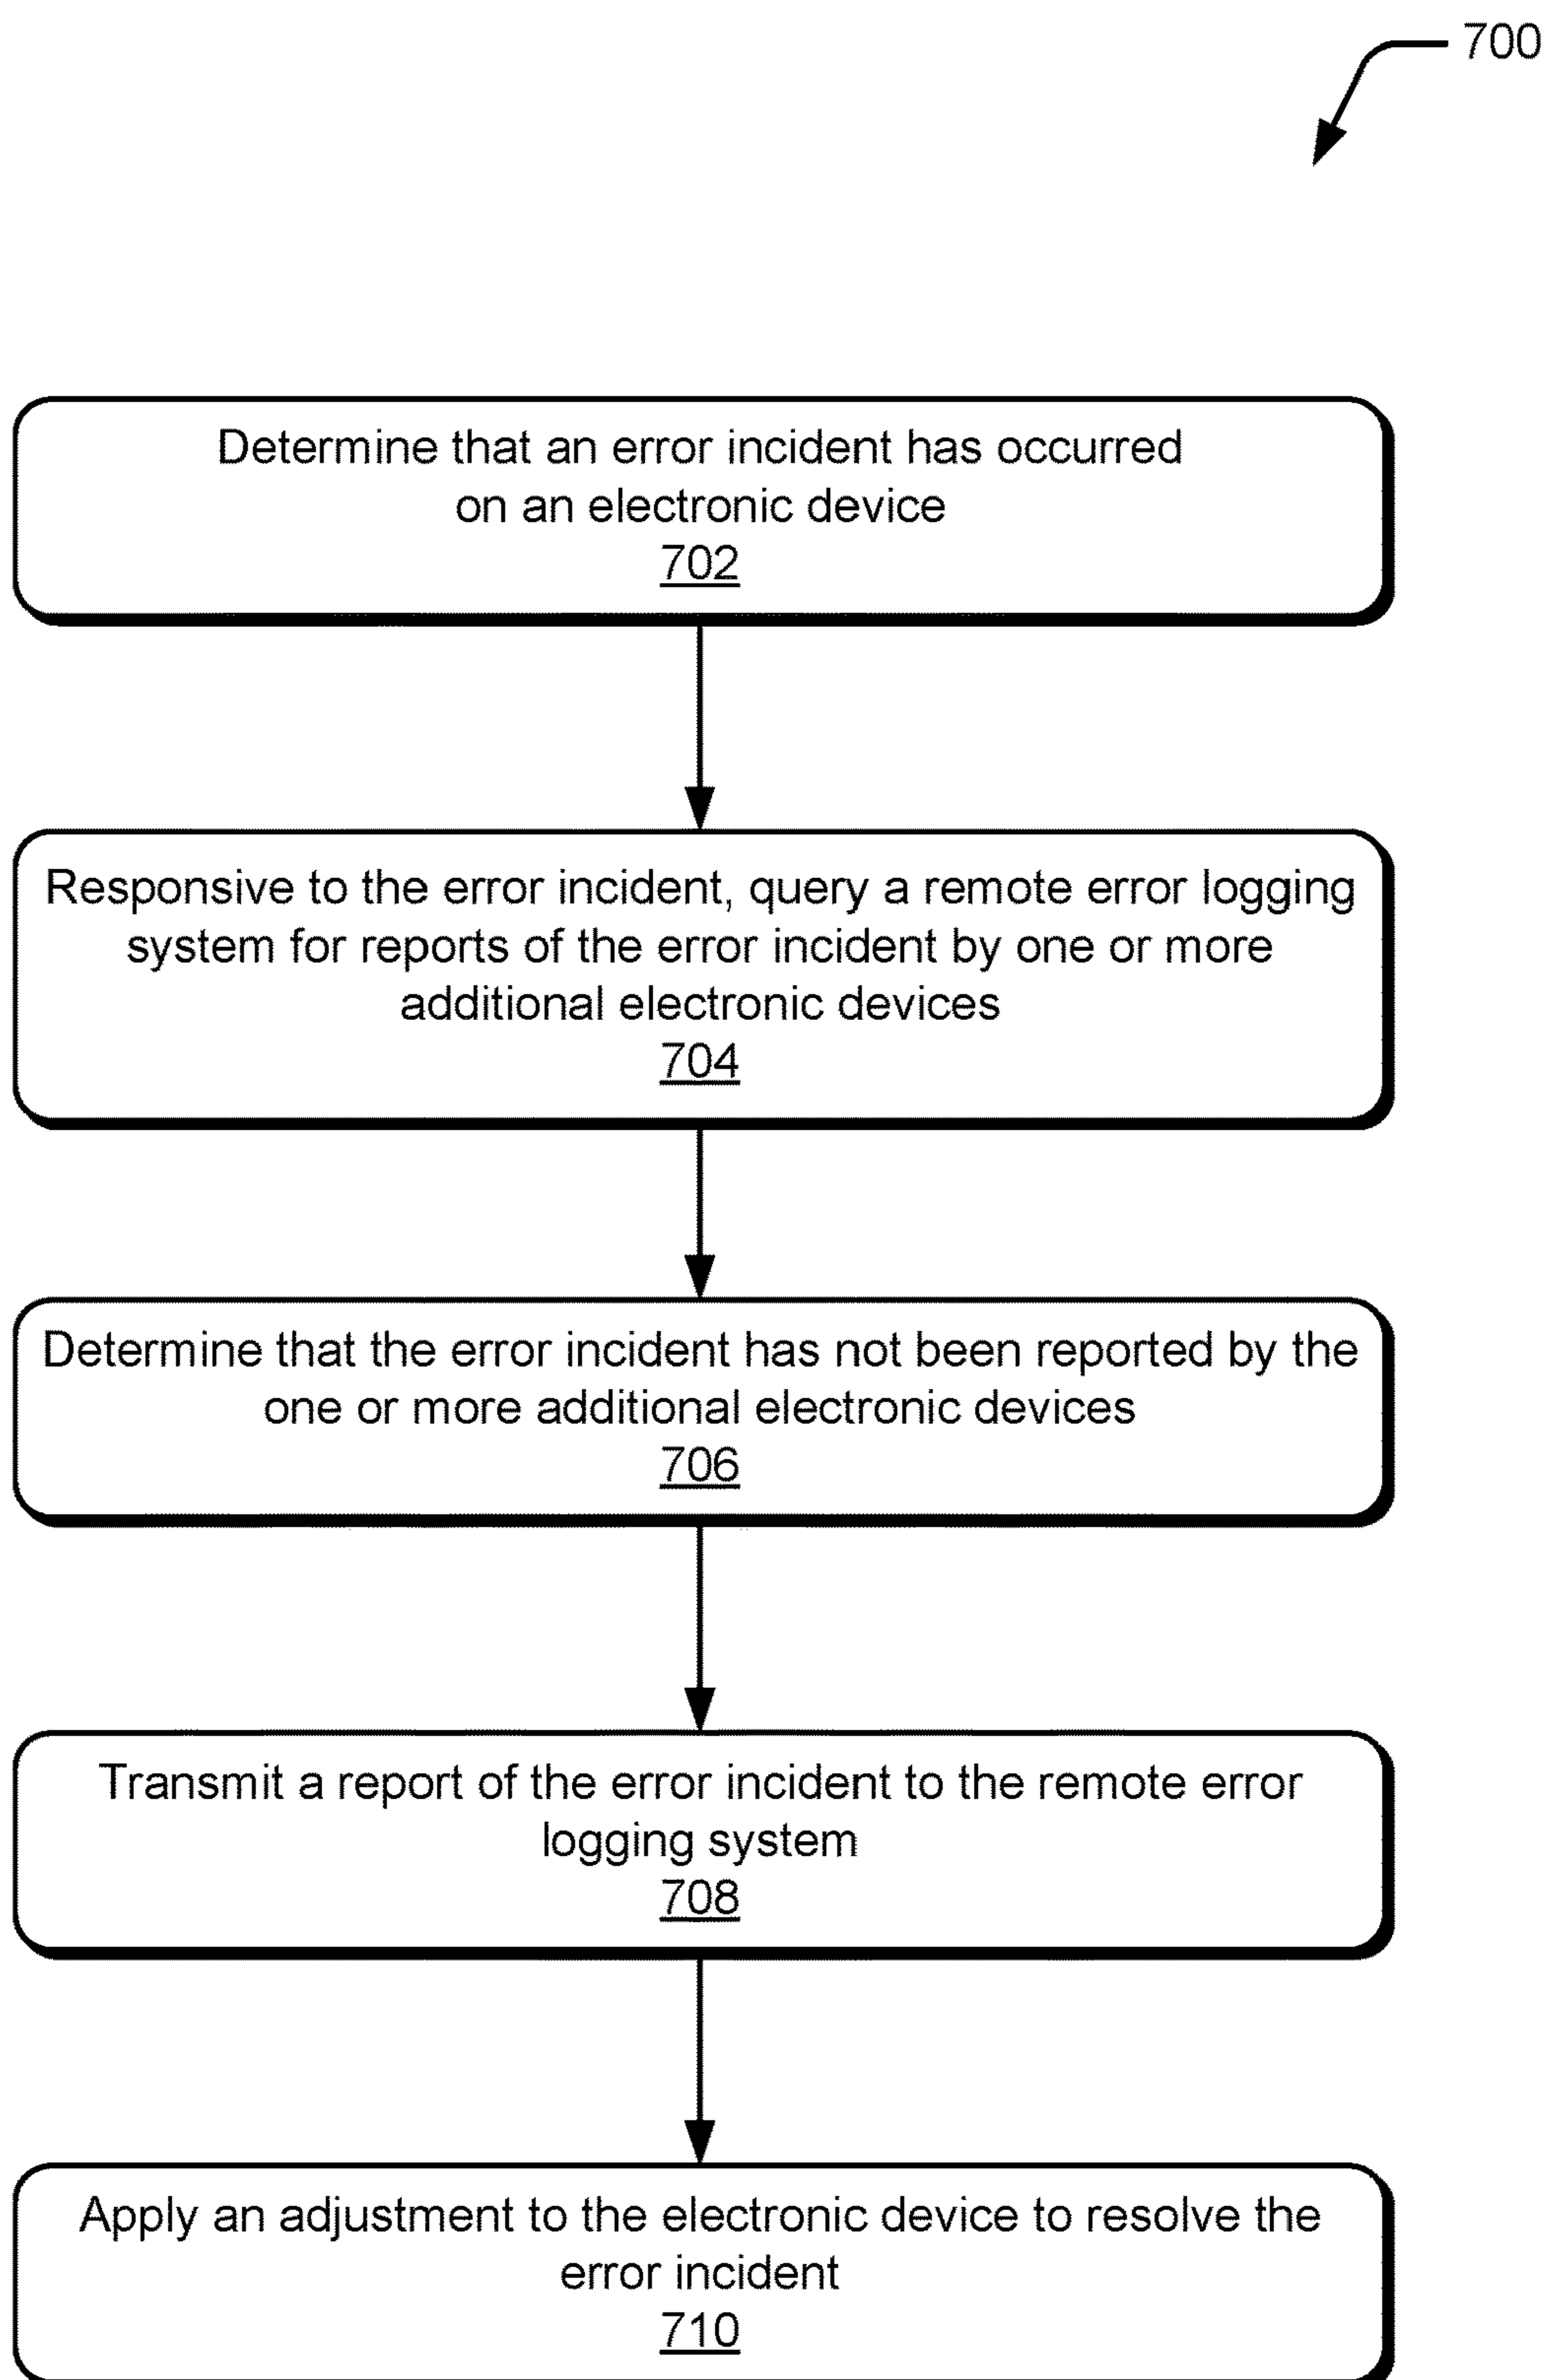 700
Determine that an error incident has occurred
on an electronic device
702
Responsive to the error incident, query a remote error logging
system for reports of the error incident by one or more
additional electronic devices
704
Determine that the error incident has not been reported by the
one or more additional electronic devices
706
Transmit a report of the error incident to the remote error
logging system
708
Apply an adjustment to the electronic device to resolve the
error incident
710